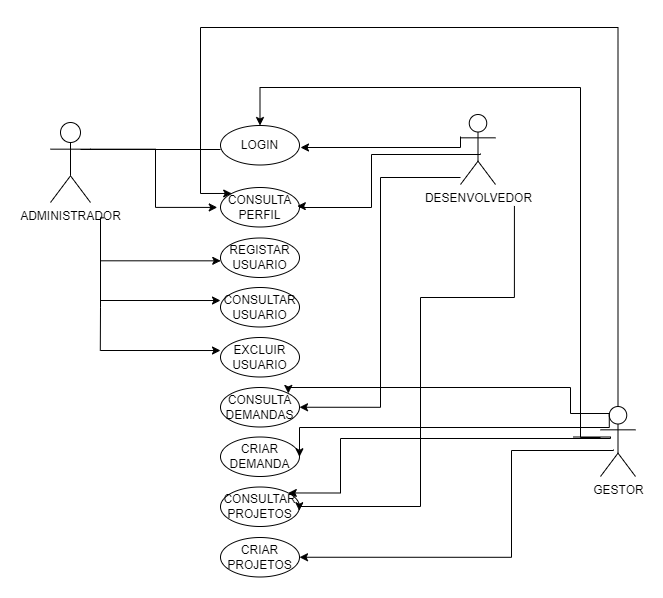 LOGIN
ADMINISTRADOR
DESENVOLVEDOR
CONSULTA
PERFIL
REGISTAR
USUARIO
CONSULTAR
USUARIO
EXCLUIR
USUARIO
CONSULTA
DEMANDAS
CRIAR
DEMANDA
GESTOR
CONSULTAR
PROJETOS
CRIAR
PROJETOS